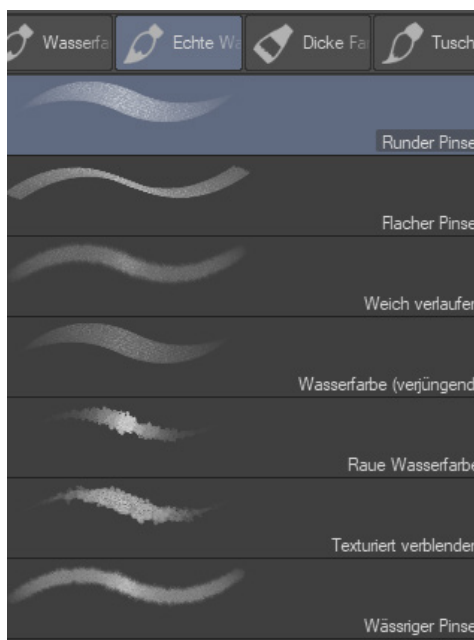 Wasserfa
Echte Wa
Dicke Fa
Tusch
Runder Pinse
Flacher Pinse
Weich verlaufen
Wasserfarbe (verjüngend
Raue Wasserfarbe
Texturiert verblenden
Wässriger Pinse